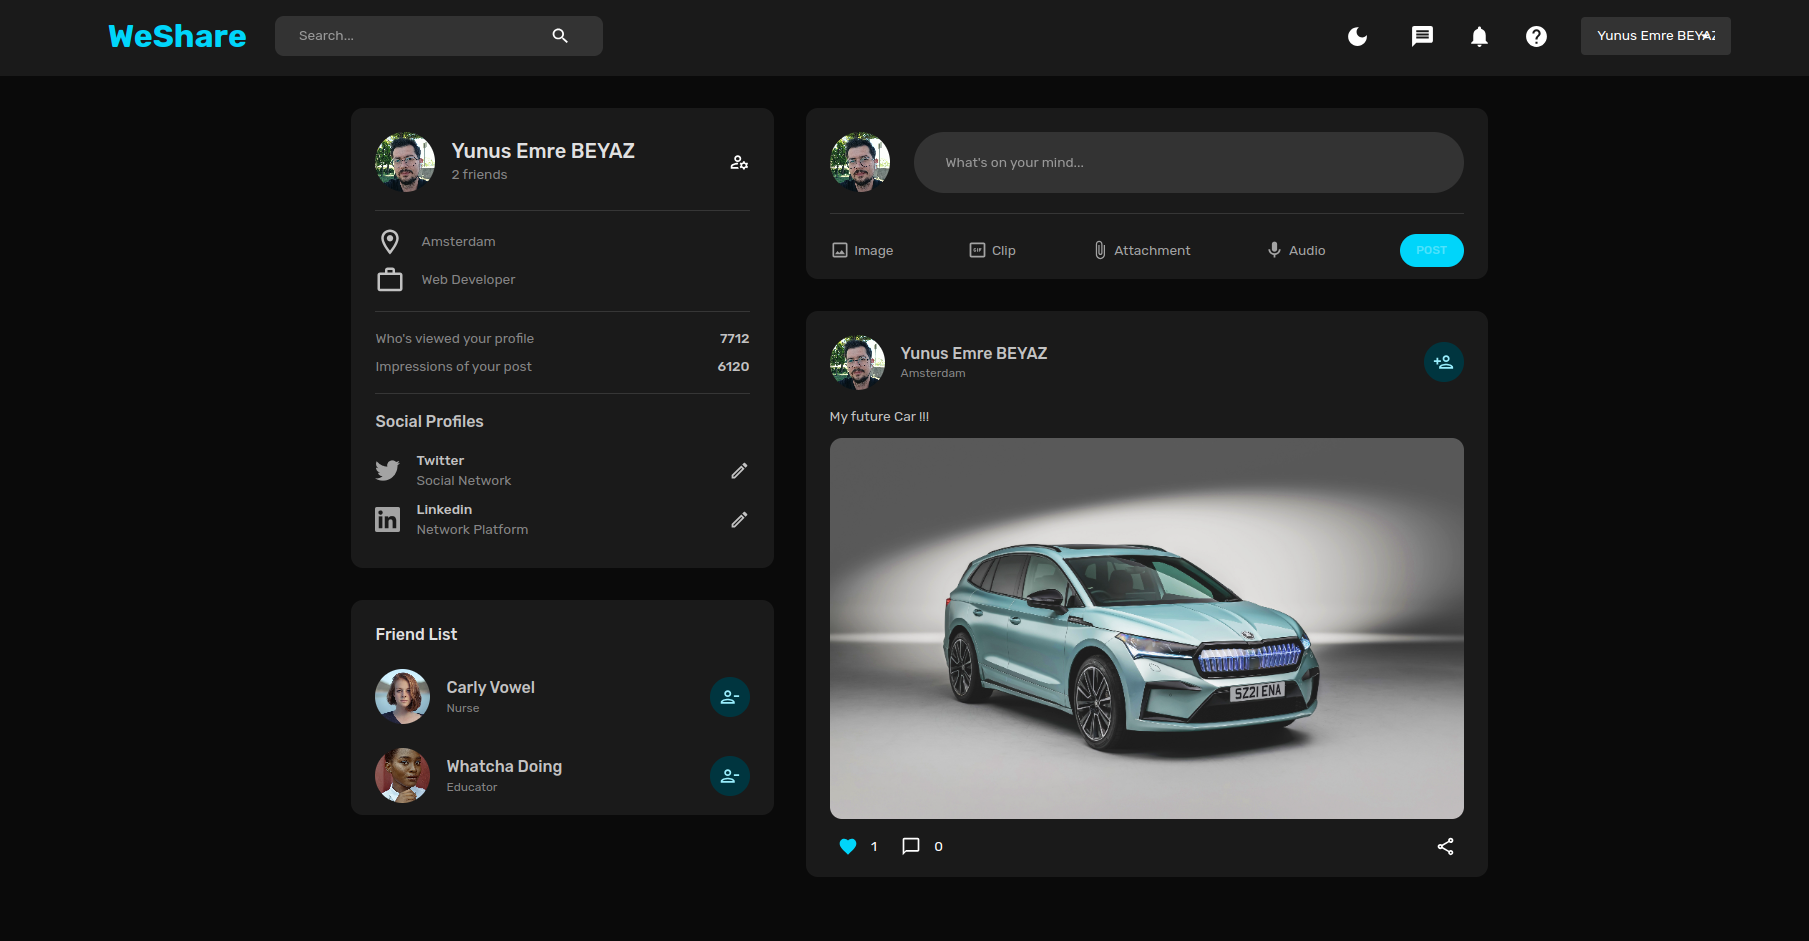 WeShare
Search...
Yunus Emre BEYAZ
Yunus Emre BEYAZ
2 friends
Amsterdam
Web Developer
Who's viewed your profile 7712
Impressions of your post 6120
Social Profiles
Twitter
Social Network
Linkedin
Network Platform
Friend List
Carly Vowel
Nurse
Whatcha Doing
Educator
What's on your mind...
Image
GIF Clip
Attachment
Audio
POST
Yunus Emre BEYAZ
Amsterdam
My future Car !!!
SZ21 ENA
1
0